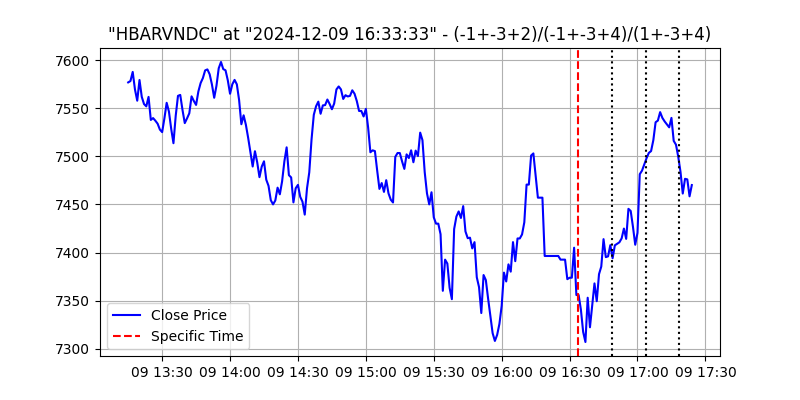 "HBARVNDC" at "2024-12-09 16:33:33" - (-1+-3+2)/(-1+-3+4)/(1+-3+4)
7600
7550
7500
7450
7400
7350
7300
Close Price
Specific Time
09 13:30 09 14:00 09 14:30 09 15:00 09 15:30 09 16:00 09 16:30 09 17:00 09 17:30